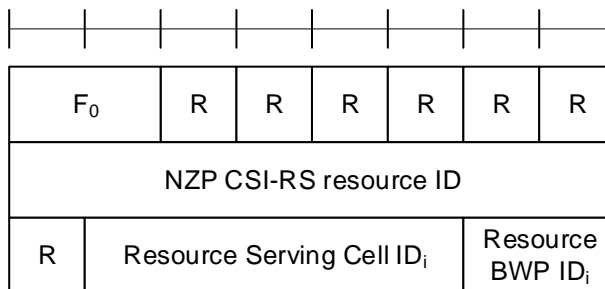 F₀ R R R R R R
NZP CSI-RS resource ID
R Resource Serving Cell IDᵢ Resource
BWP IDᵢ